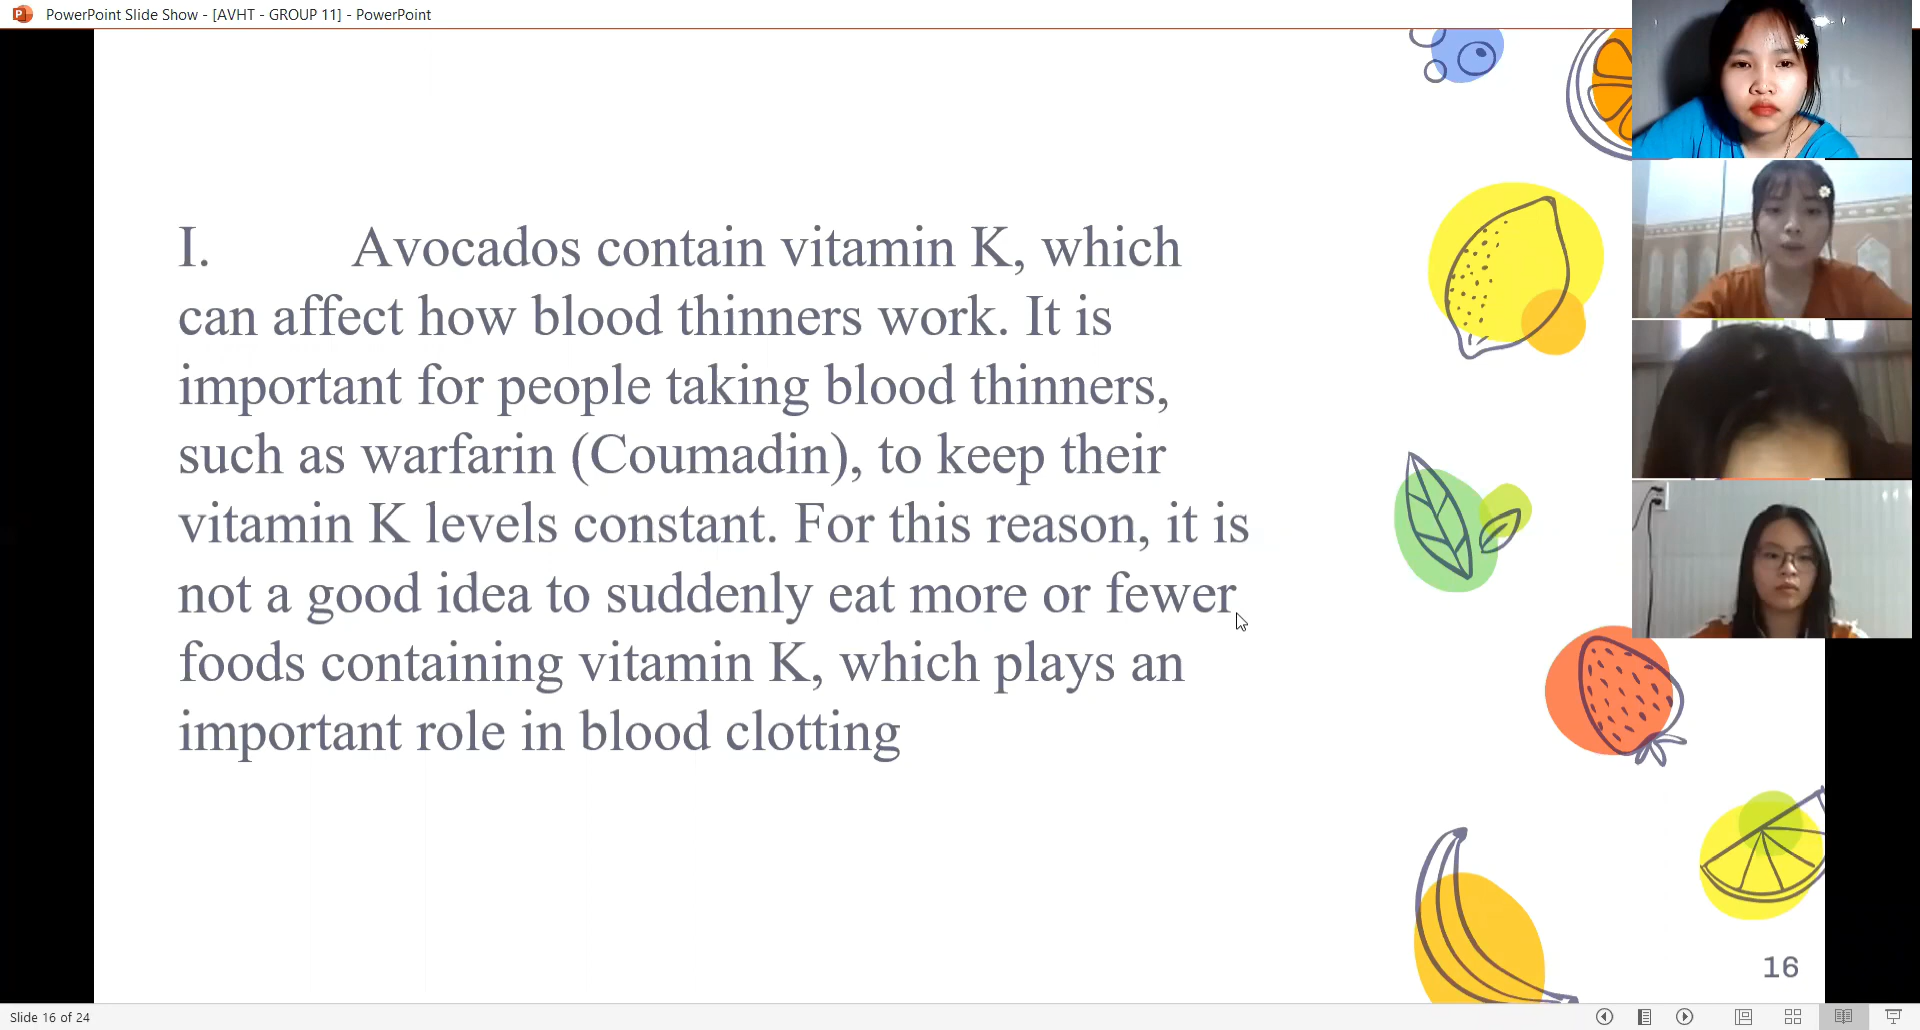 PowerPoint Slide Show - [AVHT - GROUP 11] - PowerPoint
I. Avocados contain vitamin K, which
can affect how blood thinners work. It is
important for people taking blood thinners,
such as warfarin (Coumadin), to keep their
vitamin K levels constant. For this reason, it is
not a good idea to suddenly eat more or fewer
foods containing vitamin K, which plays an
important role in blood clotting
16
Slide 16 of 24